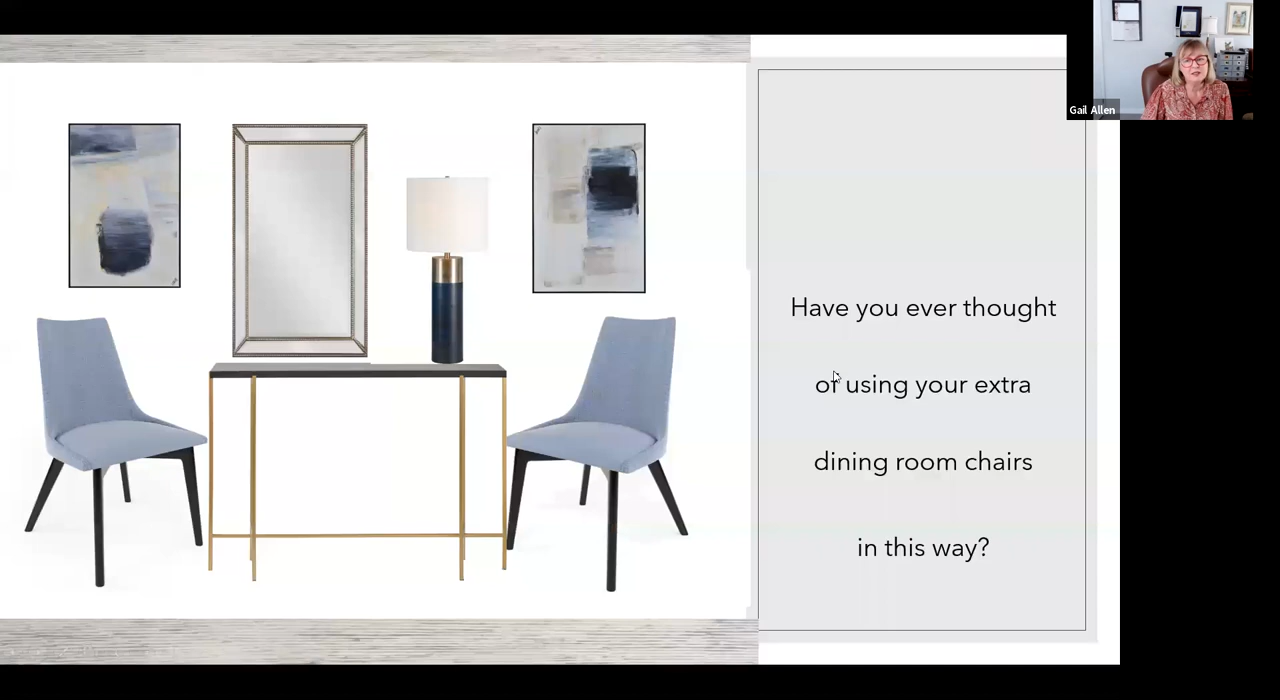 Gail Allen
Have you ever thought
of using your extra
dining room chairs
in this way?